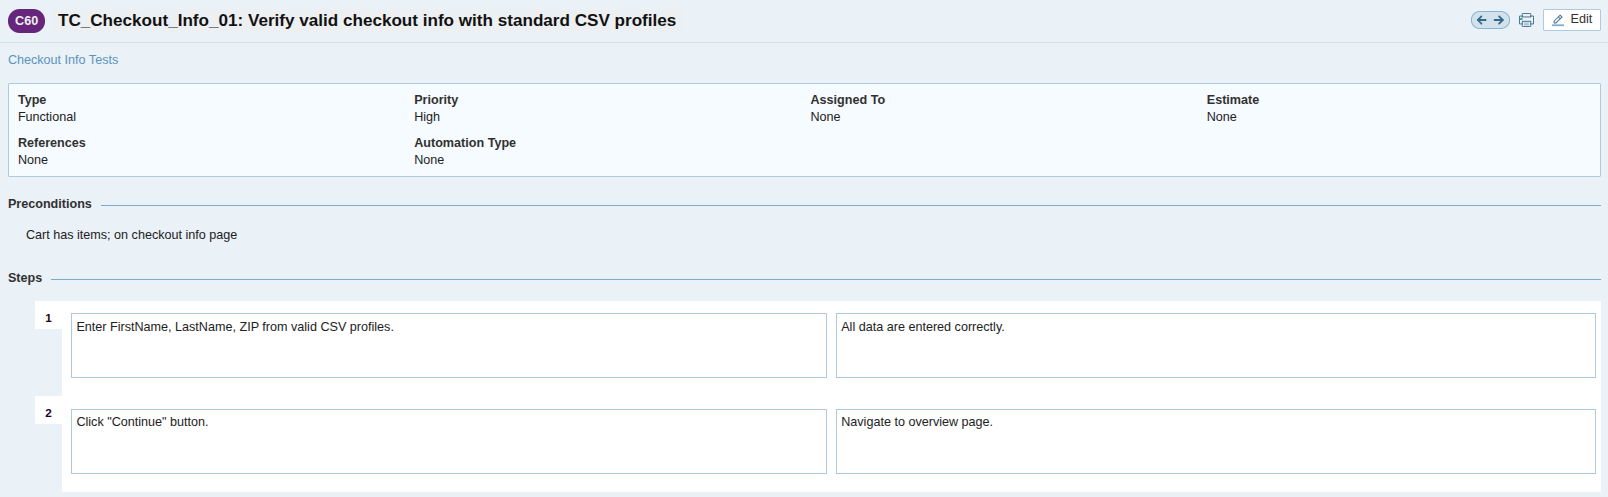 C60 TC_Checkout_Info_01: Verify valid checkout info with standard CSV profiles
Edit
Checkout Info Tests
Type Priority Assigned To Estimate
Functional High None None
References Automation Type
None None
Preconditions
Cart has items; on checkout info page
Steps
1 Enter FirstName, LastName, ZIP from valid CSV profiles. All data are entered correctly.
2 Click "Continue" button. Navigate to overview page.